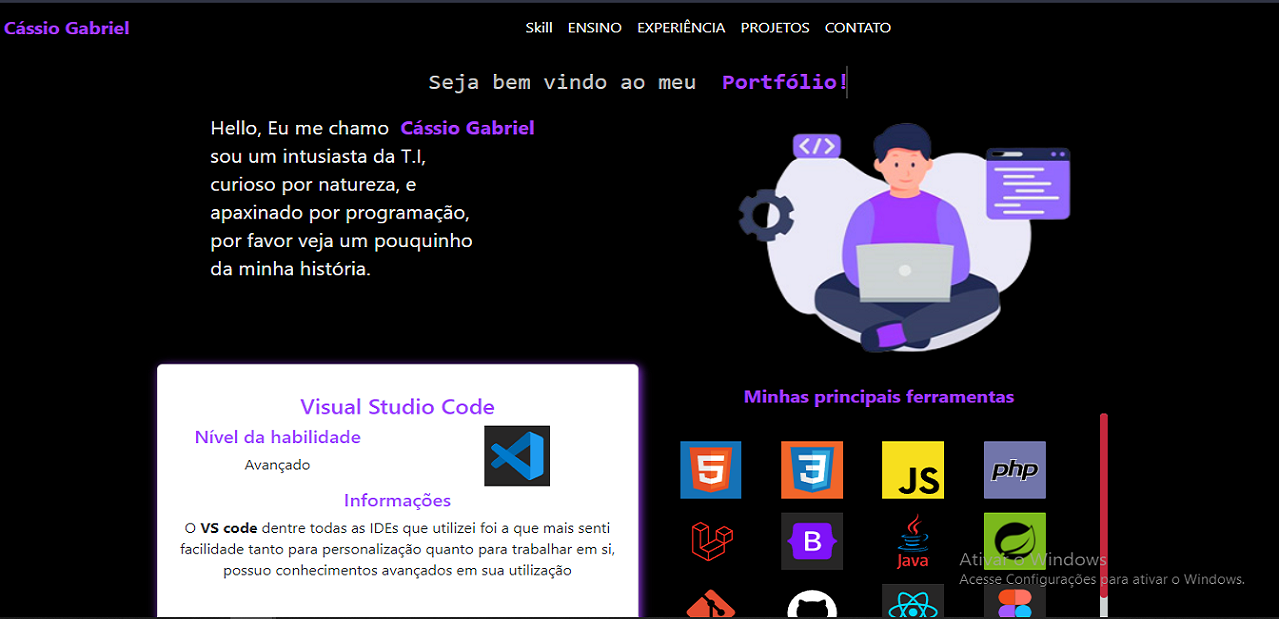 Cássio Gabriel
Skill ENSINO EXPERIÊNCIA PROJETOS CONTATO
Seja bem vindo ao meu Portfólio!
Hello, Eu me chamo Cássio Gabriel
sou um intusiasta da T.I,
curioso por natureza, e
apaxinado por programação,
por favor veja um pouquinho
da minha história.
</>
Visual Studio Code
Nível da habilidade
Avançado
Informações
O VS code dentre todas as IDEs que utilizei foi a que mais senti
facilidade tanto para personalização quanto para trabalhar em si,
possuo conhecimentos avançados em sua utilização
Minhas principais ferramentas
5 3 JS php
B Java
Ativar o Windows
Acesse Configurações para ativar o Windows.